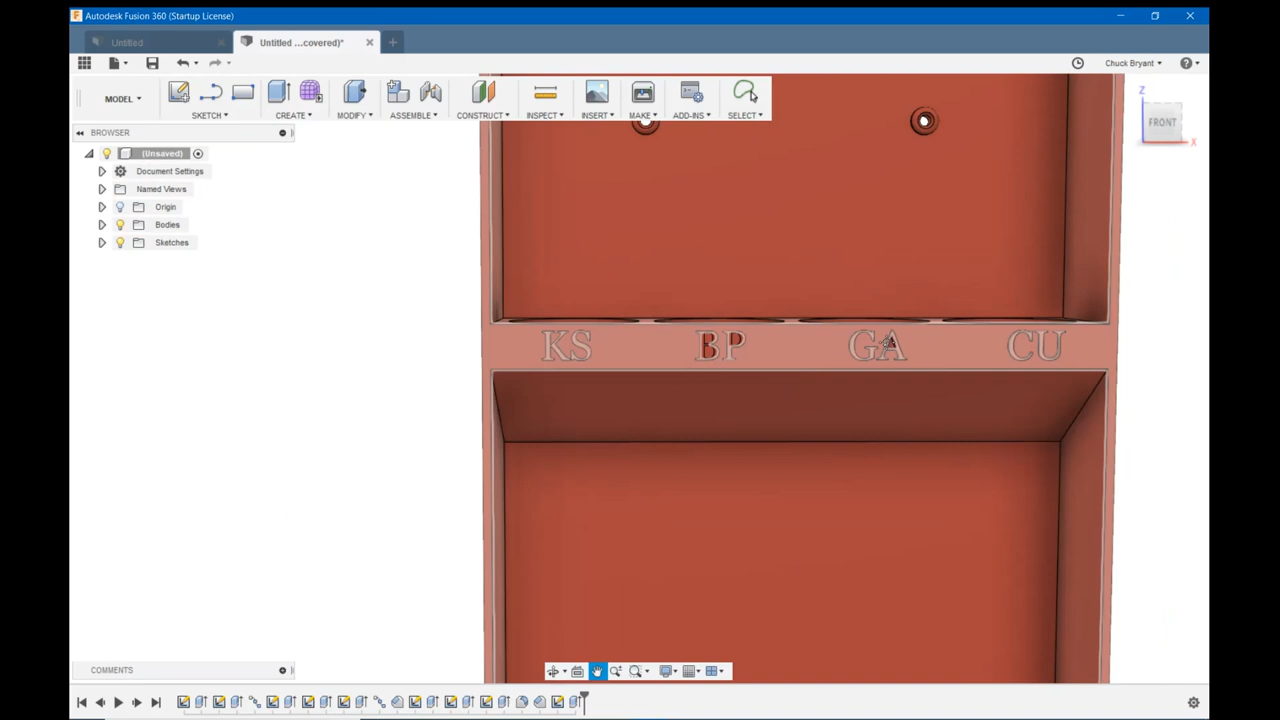 Autodesk Fusion 360 (Startup License)
Untitled
Untitled ...covered)*
Chuck Bryant
MODEL
SKETCH
CREATE
MODIFY
ASSEMBLE
CONSTRUCT
INSPECT
INSERT
MAKE
ADD-INS
SELECT
Z
FRONT
X
BROWSER
(Unsaved)
Document Settings
Named Views
Origin
Bodies
Sketches
KS BP GA CU
COMMENTS